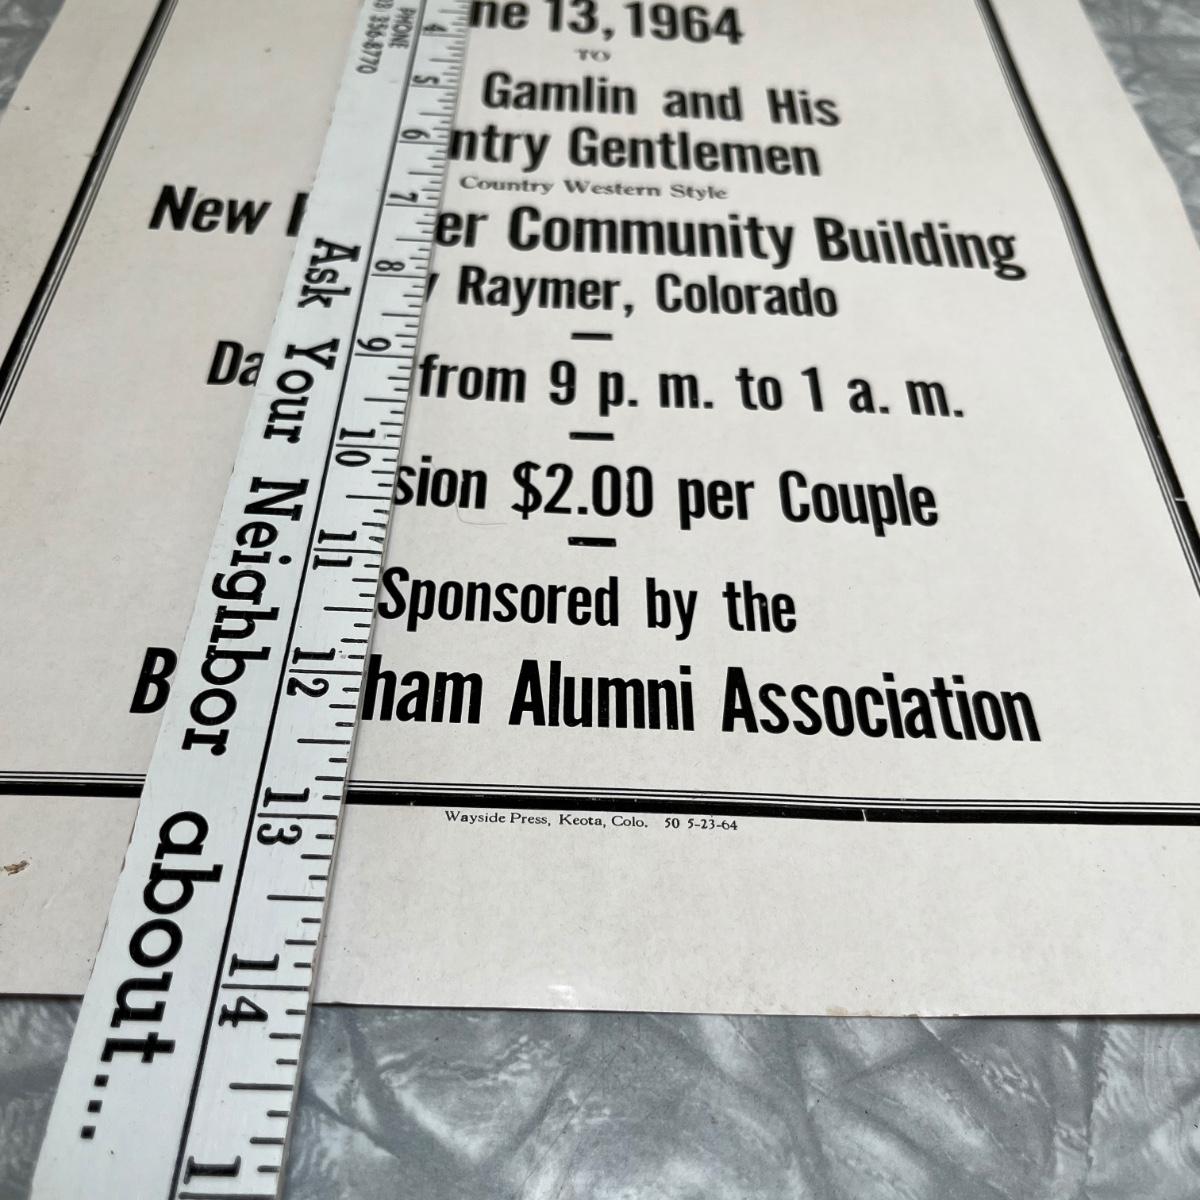 ne 13, 1964
TO
Gamlin and His
ntry Gentlemen
Country Western Style
New er Community Building
Raymer, Colorado
Da from 9 p. m. to 1 a. m.
sion $2.00 per Couple
Sponsored by the
B ham Alumni Association
Wayside Press, Keota, Colo. 50 5-23-64
PHONE
356-8770
Ask Your Neighbor about....
4 5 6 7 8 9 10 11 12 13 14 1